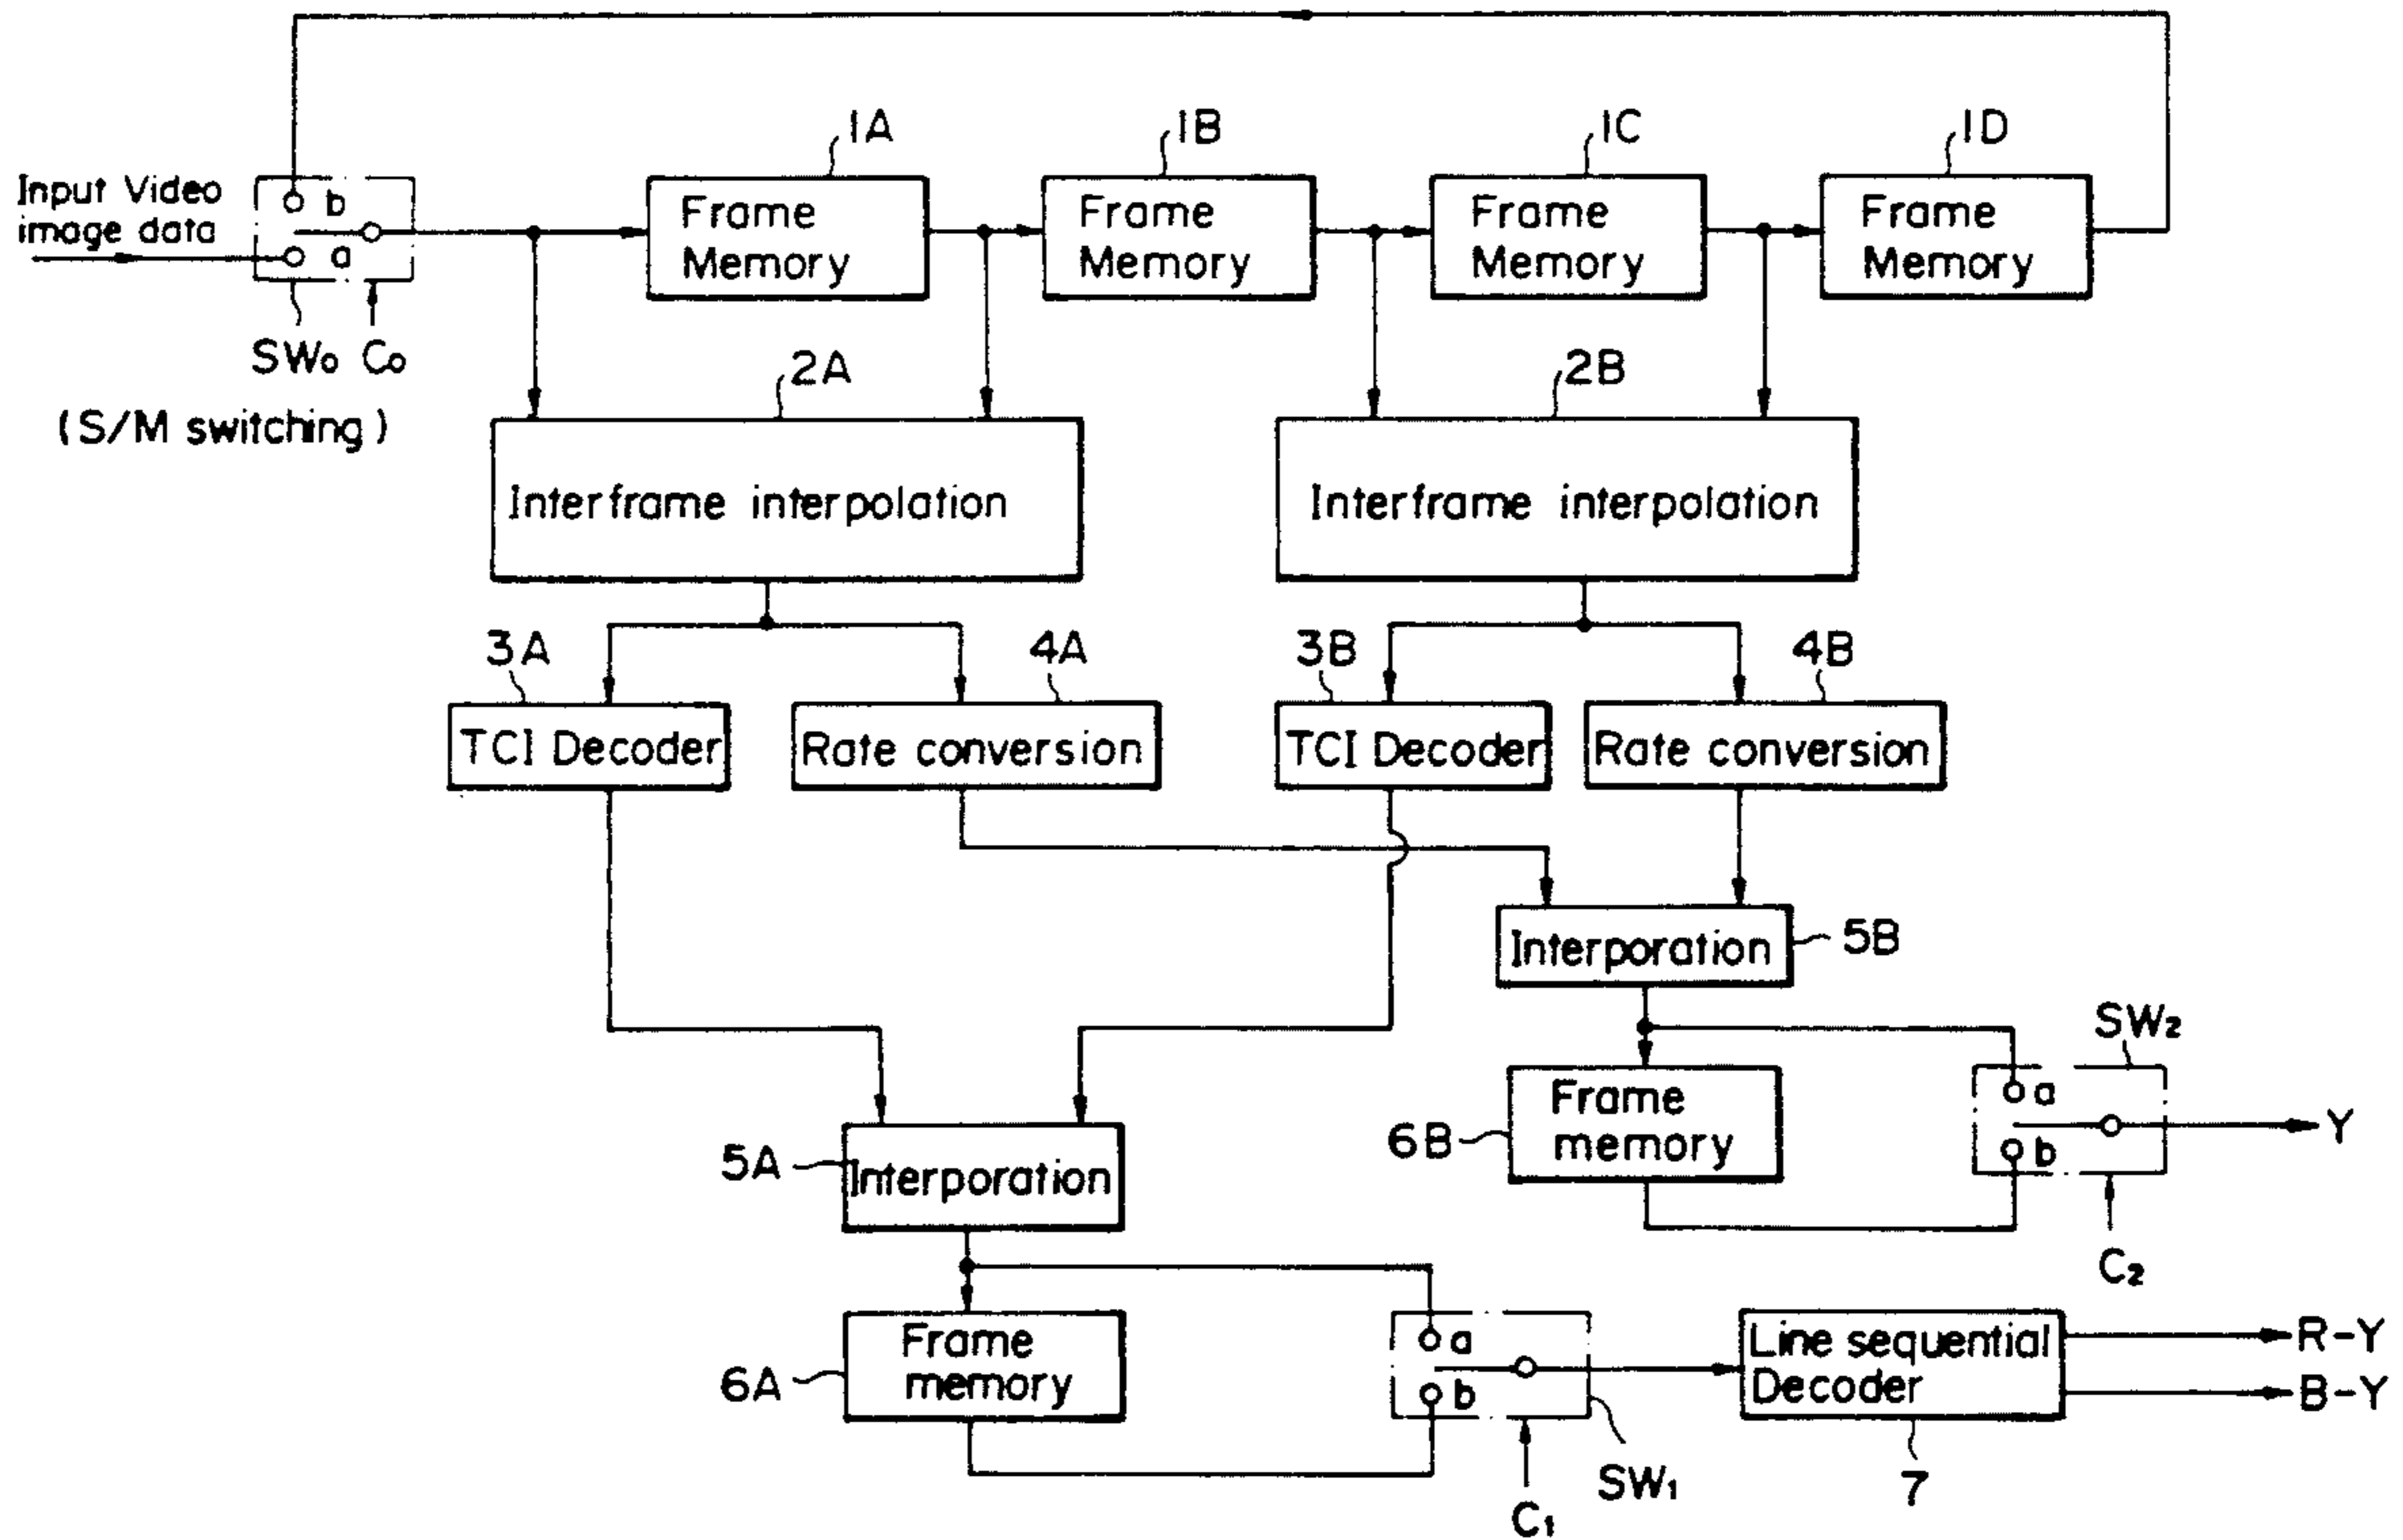 1A
1B
1C
1D
Input Video
image data
b
a
Frame
Memory
Frame
Memory
Frame
Memory
Frame
Memory
SW0 C0
(S/M switching)
2A
2B
Interframe interpolation
Interframe interpolation
3A
4A
3B
4B
TCI Decoder
Rate conversion
TCI Decoder
Rate conversion
Interporation
5B
SW2
Frame
memory
6B
a
b
Y
C2
5A
Interporation
Frame
memory
6A
a
b
SW1
C1
Line sequential
Decoder
7
R-Y
B-Y